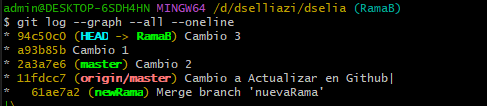 admin@DESKTOP-6SDH4HN MINGW64 /d/dselliazi/dselia (RamaB)
$ git log --graph --all --oneline
* 94c50c0 (HEAD -> RamaB) Cambio 3
* a93b85b Cambio 1
* 2a3a7e6 (master) Cambio 2
* 11fdcc7 (origin/master) Cambio a Actualizar en Github|
*   61ae7a2 (newRama) Merge branch 'nuevaRama'
|\